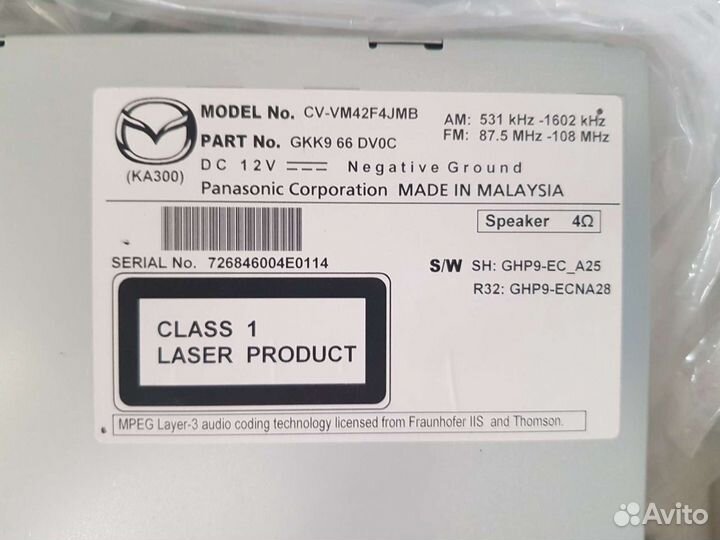 MODEL No. CV-VM42F4JMB
AM: 531 kHz -1602 kHz
PART No. GKK9 66 DV0C
FM: 87.5 MHz -108 MHz
(KA300)
DC 12V Negative Ground
Panasonic Corporation MADE IN MALAYSIA
Speaker 4Ω
SERIAL No. 726846004E0114
S/W SH: GHP9-EC_A25
R32: GHP9-ECNA28
CLASS 1
LASER PRODUCT
MPEG Layer-3 audio coding technology licensed from Fraunhofer IIS and Thomson.
Avito